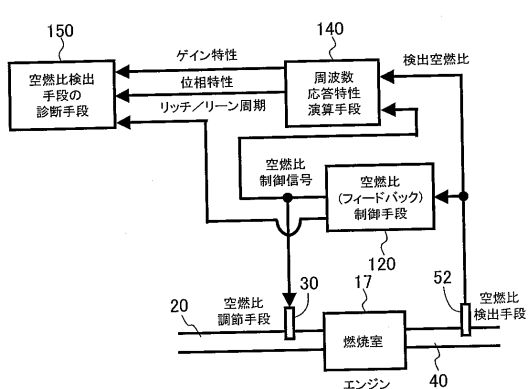 150
140
空燃比検出
手段の
診断手段
ゲイン特性
位相特性
リッチ／リーン周期
周波数
応答特性
演算手段
検出空燃比
空燃比
制御信号
空燃比
(フィードバック)
制御手段
120
20
空燃比
調節手段
30
17
燃焼室
エンジン
52
空燃比
検出手段
40